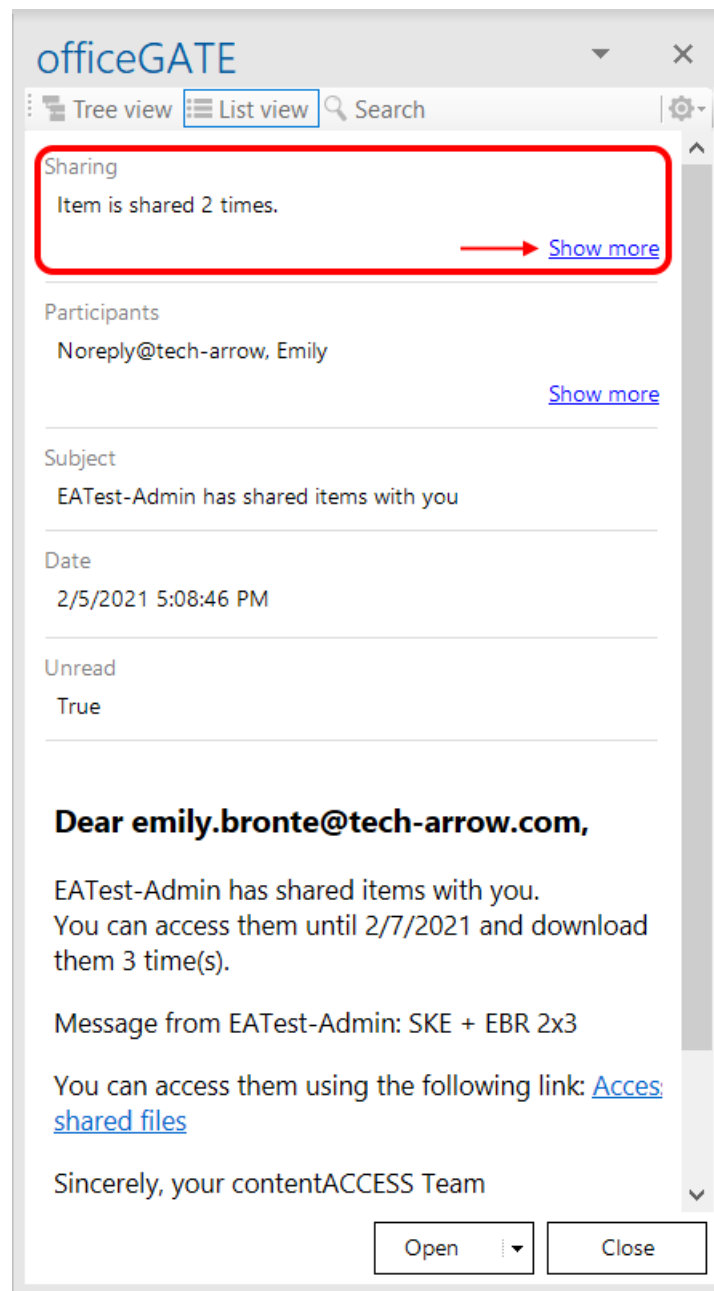 officeGATE
Tree view List view Search
Sharing
Item is shared 2 times.
Show more
Participants
Noreply@tech-arrow, Emily
Show more
Subject
EATest-Admin has shared items with you
Date
2/5/2021 5:08:46 PM
Unread
True
Dear emily.bronte@tech-arrow.com,
EATest-Admin has shared items with you.
You can access them until 2/7/2021 and download
them 3 time(s).
Message from EATest-Admin: SKE + EBR 2x3
You can access them using the following link: Acces
shared files
Sincerely, your contentACCESS Team
Open Close